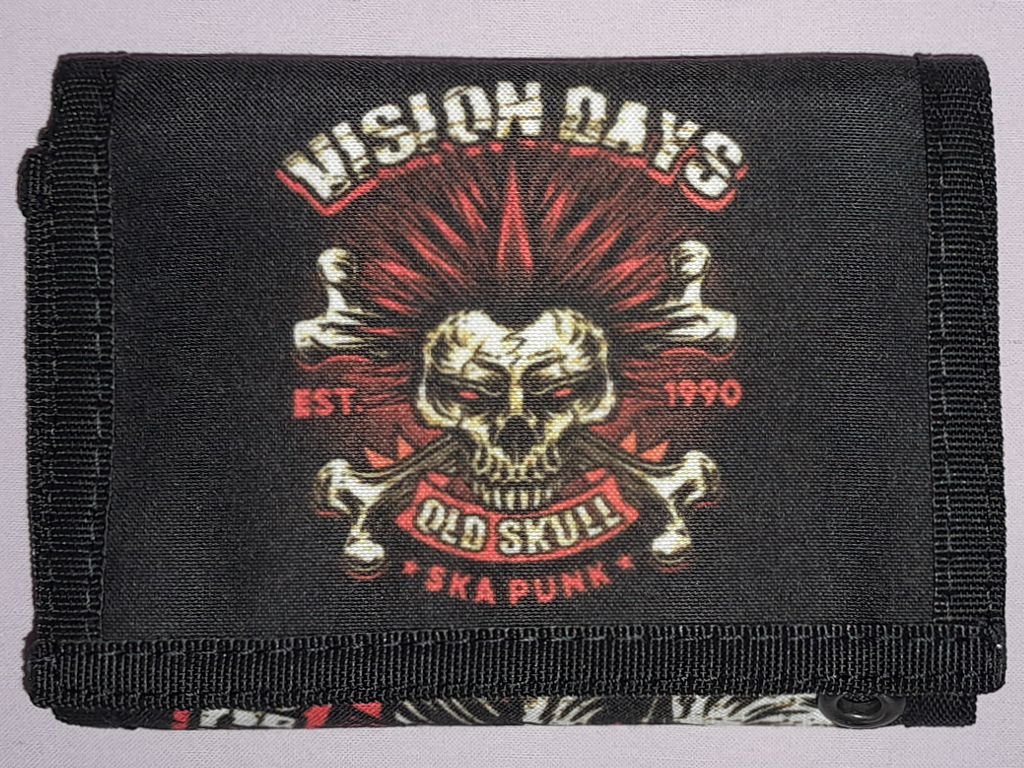 VISION DAYS
EST. 1990
OLD SKULL
★ SKA PUNK ★